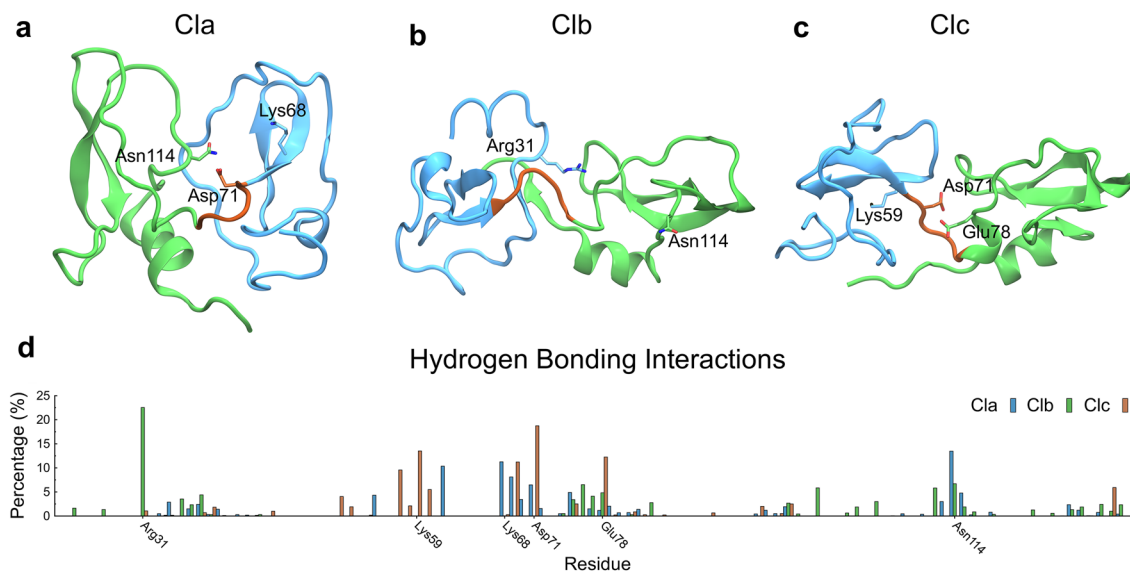 a
Cla
b
Clb
c
Clc
Lys68
Asn114
Asp71
Arg31
Asn114
Asp71
Lys59
Glu78
d
Hydrogen Bonding Interactions
Percentage (%)
25
20
15
10
5
0
Cla Clb Clc
Arg31 Lys59 Lys68 Asp71 Glu78 Asn114
Residue